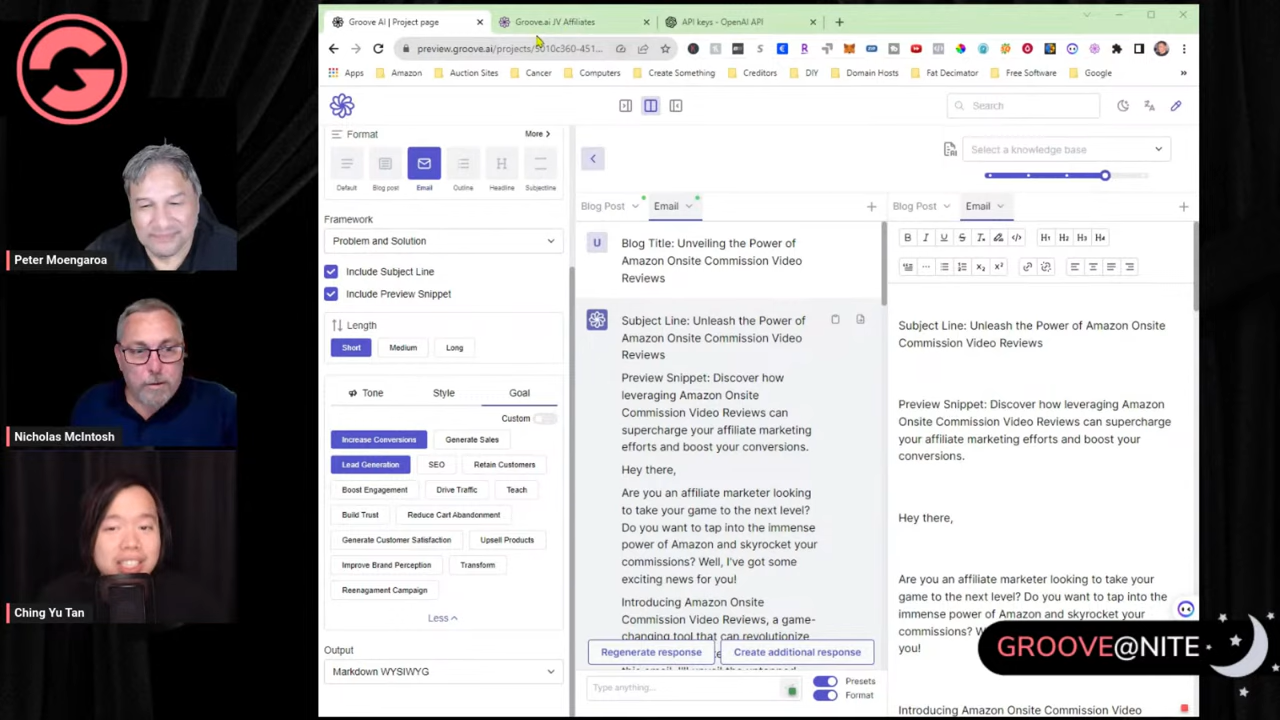 Groove AI | Project page
Groove.ai JV Affiliates
API keys - OpenAI API
preview.groove.ai/projects/5010c360-451...
Apps
Amazon
Auction Sites
Cancer
Computers
Create Something
Creditors
DIY
Domain Hosts
Fat Decimator
Free Software
Google
Search
Format
More
Default
Blog post
Email
Outline
Headline
Subjectline
Framework
Problem and Solution
Include Subject Line
Include Preview Snippet
Length
Short
Medium
Long
Tone
Style
Goal
Custom
Increase Conversions
Generate Sales
Lead Generation
SEO
Retain Customers
Boost Engagement
Drive Traffic
Teach
Build Trust
Reduce Cart Abandonment
Generate Customer Satisfaction
Upsell Products
Improve Brand Perception
Transform
Reenagament Campaign
Less
Output
Markdown WYSIWYG
Select a knowledge base
Blog Post
Email
U
Blog Title: Unveiling the Power of
Amazon Onsite Commission Video
Reviews
Subject Line: Unleash the Power of
Amazon Onsite Commission Video
Reviews
Preview Snippet: Discover how
leveraging Amazon Onsite
Commission Video Reviews can
supercharge your affiliate marketing
efforts and boost your conversions.
Hey there,
Are you an affiliate marketer looking
to take your game to the next level?
Do you want to tap into the immense
power of Amazon and skyrocket your
commissions? Well, I've got some
exciting news for you!
Introducing Amazon Onsite
Commission Video Reviews, a game-
changing tool that can revolutionize
Regenerate response
Create additional response
Type anything...
Presets
Format
Blog Post
Email
B I U S
H1 H2 H3 H4
Subject Line: Unleash the Power of Amazon Onsite
Commission Video Reviews
Preview Snippet: Discover how leveraging Amazon
Onsite Commission Video Reviews can supercharge
your affiliate marketing efforts and boost your
conversions.
Hey there,
Are you an affiliate marketer looking to take your
game to the next level? Do you want to tap into the
immense power of Amazon and skyrocket your
commissions?
you!
Introducing Amazon Onsite Commission Video
Peter Moengaroa
Nicholas McIntosh
Ching Yu Tan
GROOVE@NITE